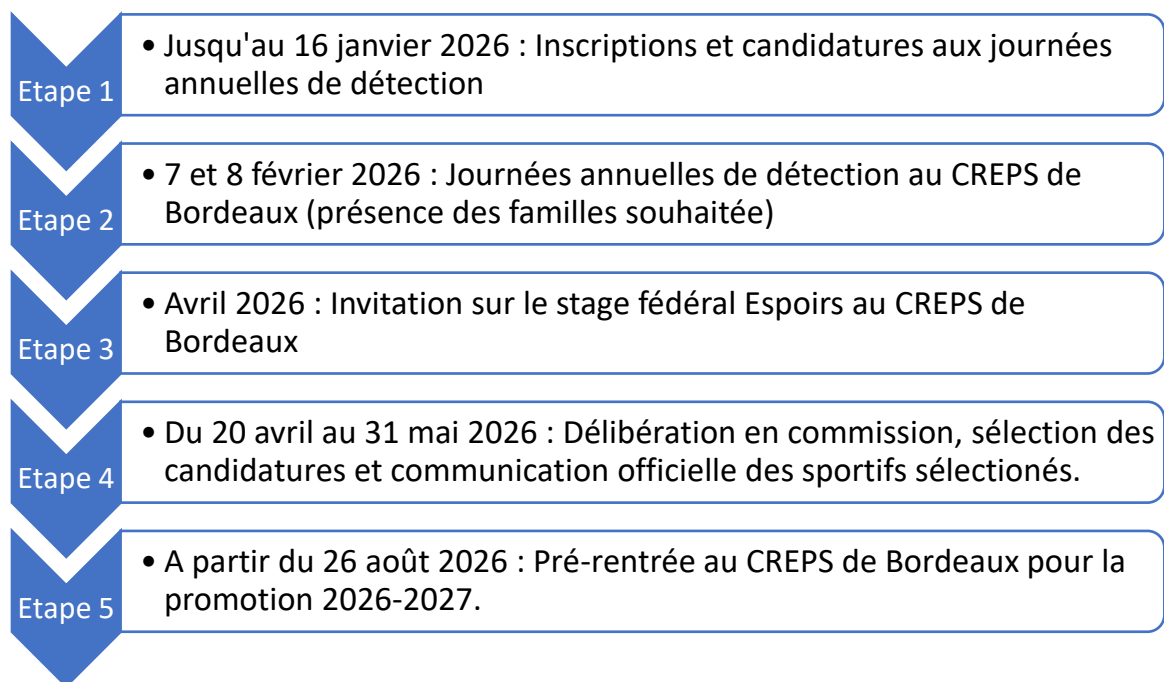 Etape 1
• Jusqu'au 16 janvier 2026 : Inscriptions et candidatures aux journées
annuelles de détection
Etape 2
• 7 et 8 février 2026 : Journées annuelles de détection au CREPS de
Bordeaux (présence des familles souhaitée)
Etape 3
• Avril 2026 : Invitation sur le stage fédéral Espoirs au CREPS de
Bordeaux
Etape 4
• Du 20 avril au 31 mai 2026 : Délibération en commission, sélection des
candidatures et communication officielle des sportifs sélectionés.
Etape 5
• A partir du 26 août 2026 : Pré-rentrée au CREPS de Bordeaux pour la
promotion 2026-2027.